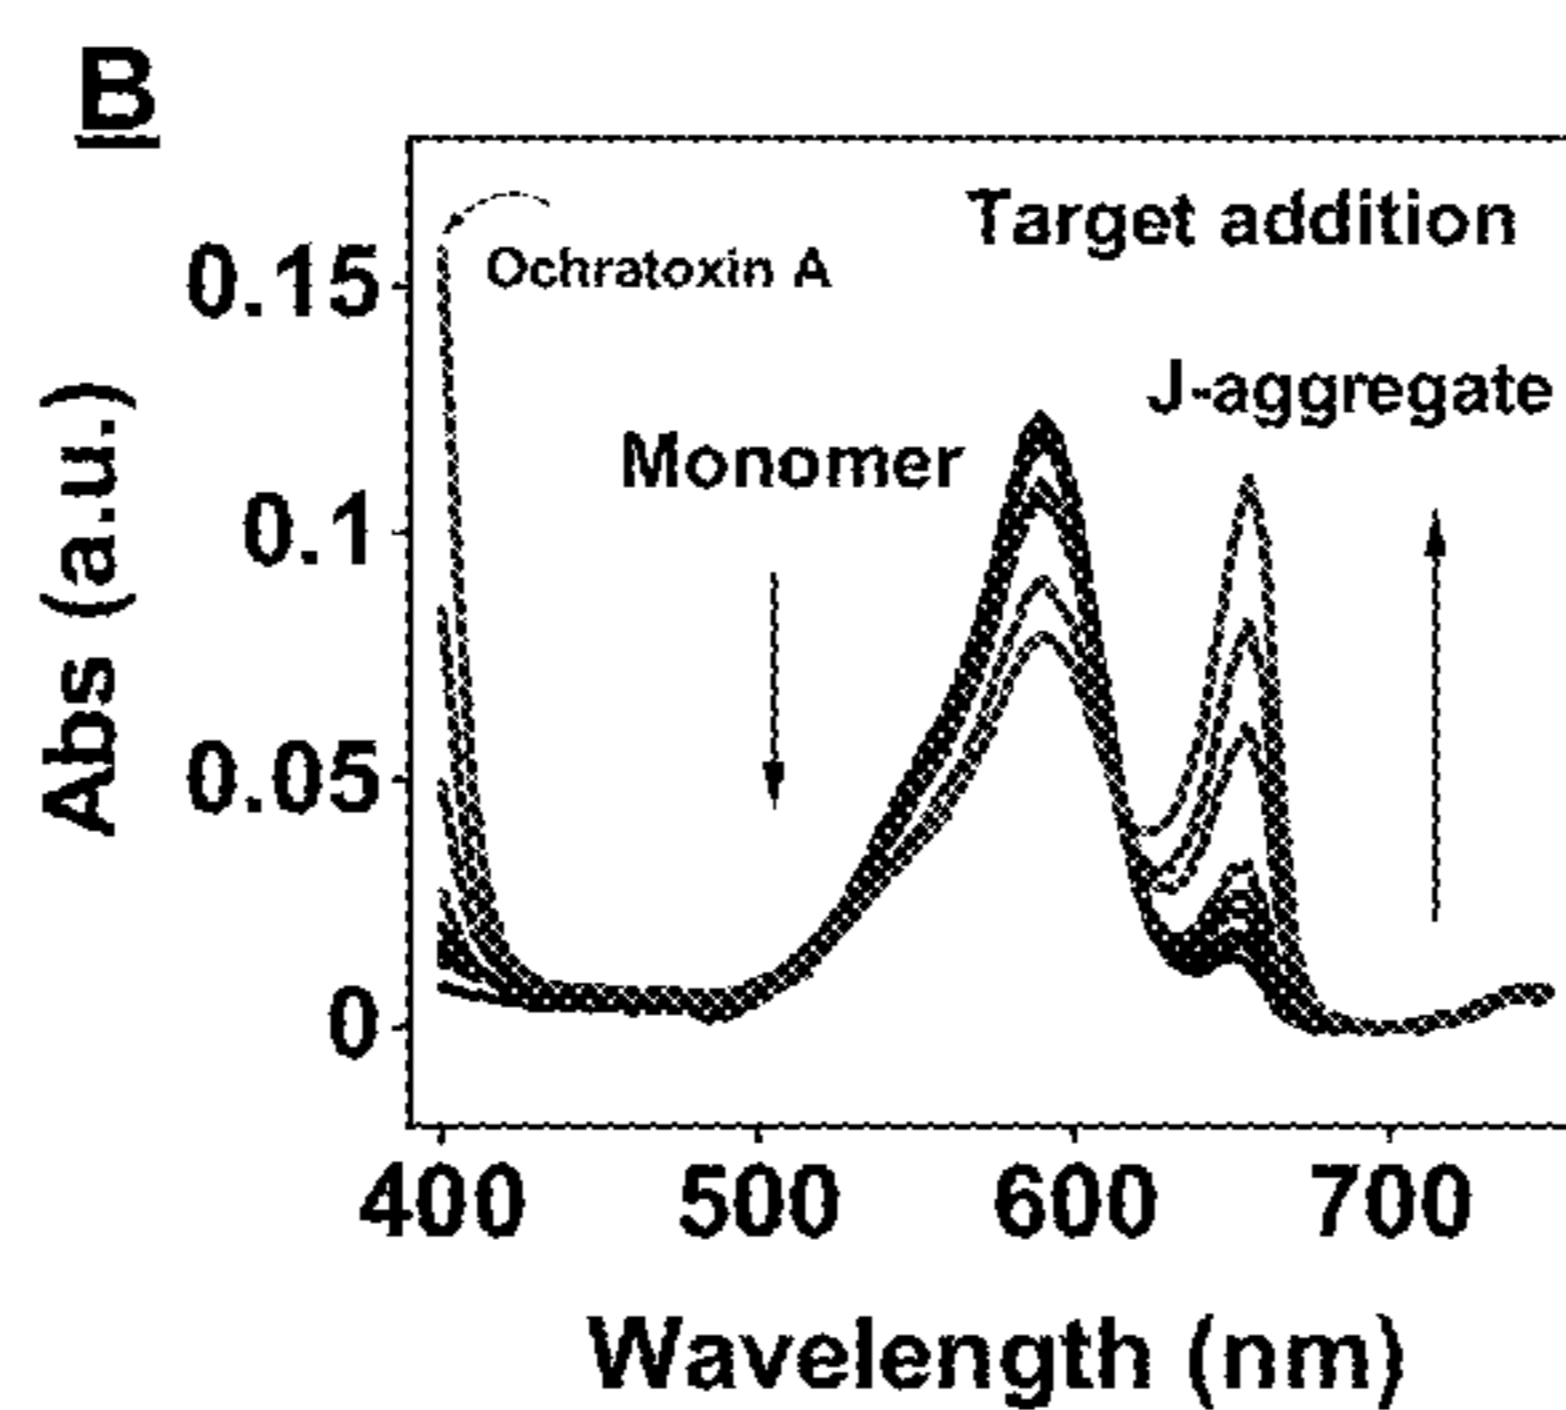 B
Target addition
Ochratoxin A
J-aggregate
Monomer
0.15
0.1
0.05
0
Abs (a.u.)
400 500 600 700
Wavelength (nm)